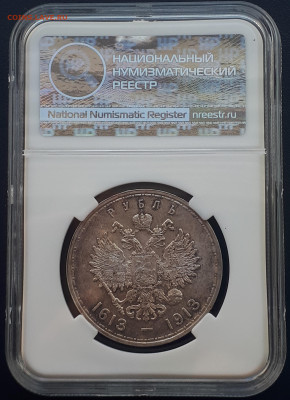 НАЦИОНАЛЬНЫЙ
НУМИЗМАТИЧЕСКИЙ
РЕЕСТР
National Numismatic Register nreestr.ru
РУБЛЬ
1613 — 1913